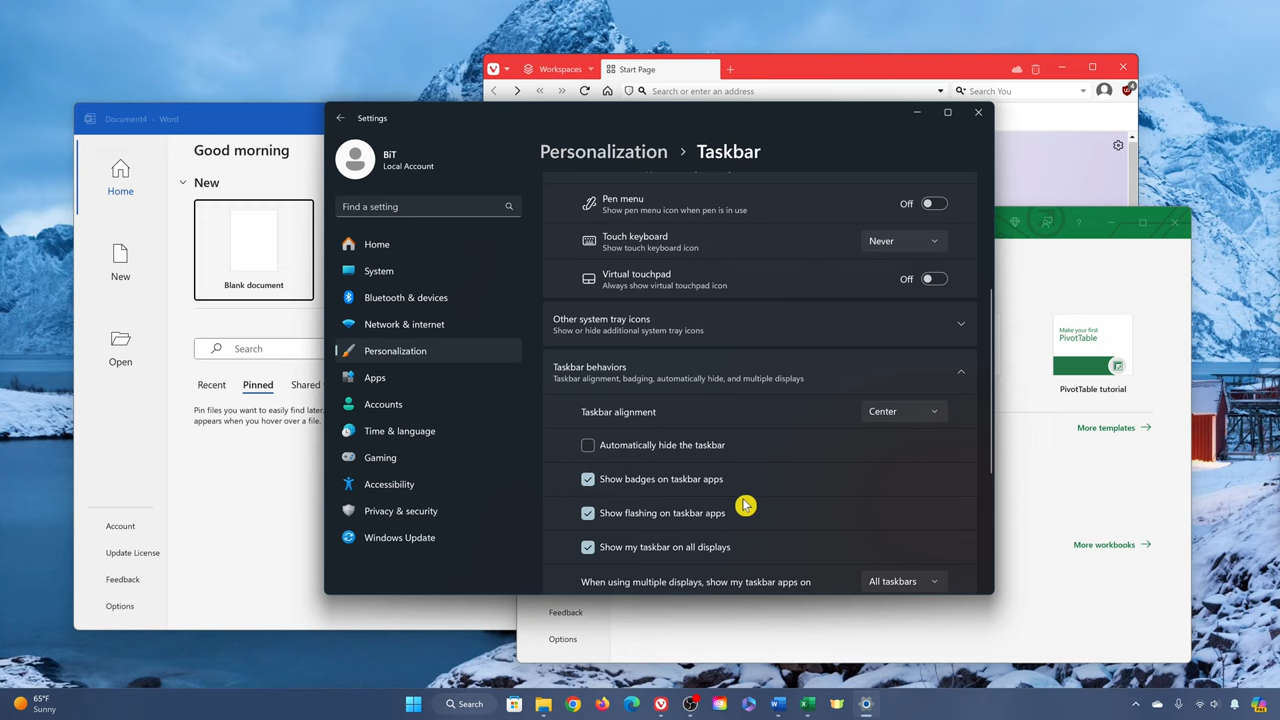 Workspaces
Start Page
Search or enter an address
Search You
Document4 - Word
Good morning
Home
New
Blank document
New
Open
Search
Recent
Pinned
Shared
Pin files you want to easily find later.
appears when you hover over a file.
Account
Update License
Feedback
Options
Settings
BiT
Local Account
Find a setting
Home
System
Bluetooth & devices
Network & internet
Personalization
Apps
Accounts
Time & language
Gaming
Accessibility
Privacy & security
Windows Update
Personalization > Taskbar
Pen menu
Show pen menu icon when pen is in use
Off
Touch keyboard
Show touch keyboard icon
Never
Virtual touchpad
Always show virtual touchpad icon
Off
Other system tray icons
Show or hide additional system tray icons
Taskbar behaviors
Taskbar alignment, badging, automatically hide, and multiple displays
Taskbar alignment
Center
Automatically hide the taskbar
Show badges on taskbar apps
Show flashing on taskbar apps
Show my taskbar on all displays
When using multiple displays, show my taskbar apps on
All taskbars
?
Make your first
PivotTable
PivotTable tutorial
More templates
More workbooks
Feedback
Options
65°F
Sunny
Search